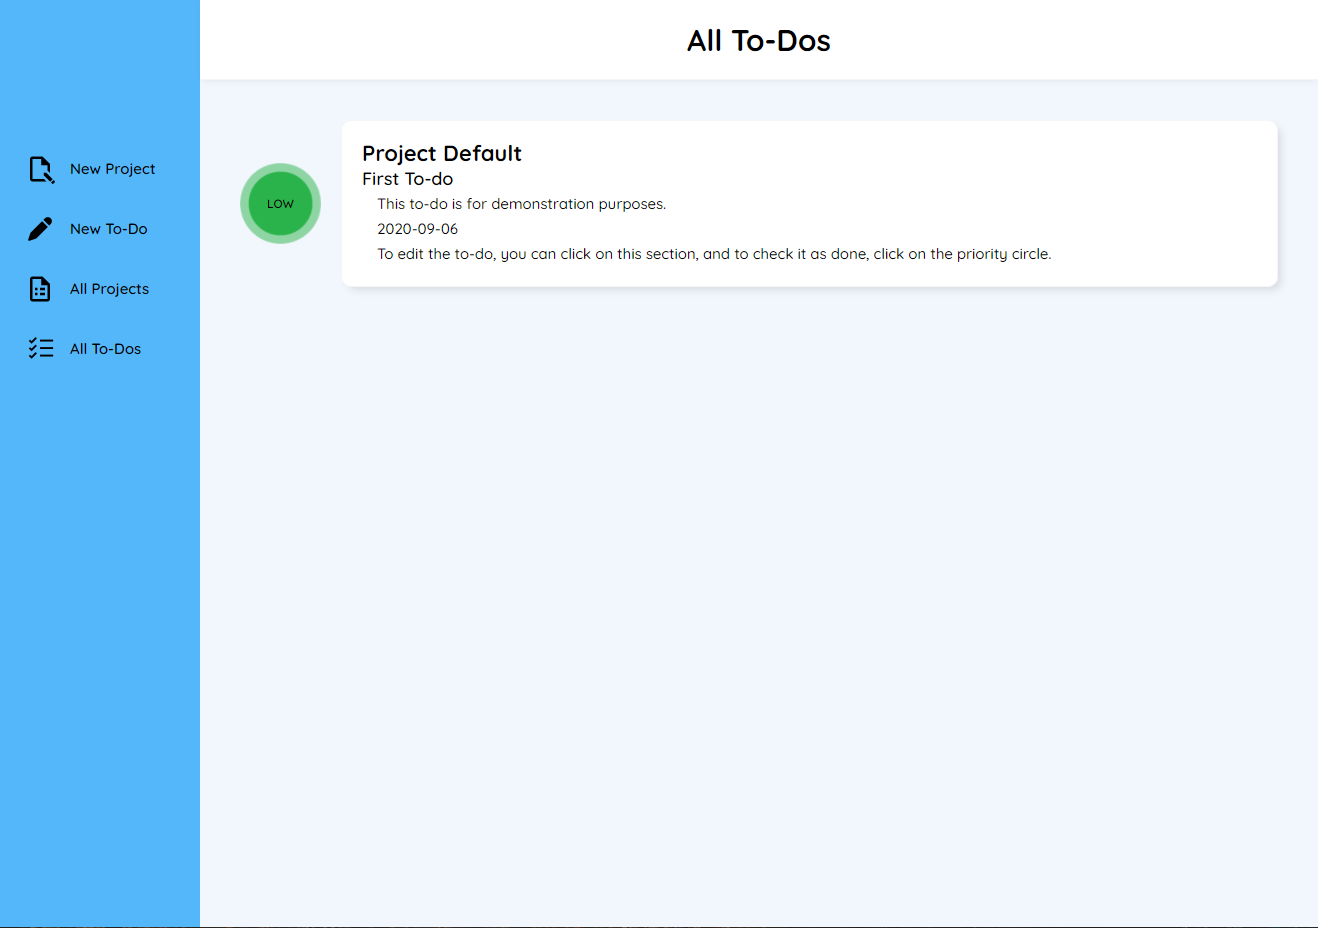 All To-Dos
New Project
New To-Do
All Projects
All To-Dos
LOW
Project Default
First To-do
This to-do is for demonstration purposes.
2020-09-06
To edit the to-do, you can click on this section, and to check it as done, click on the priority circle.